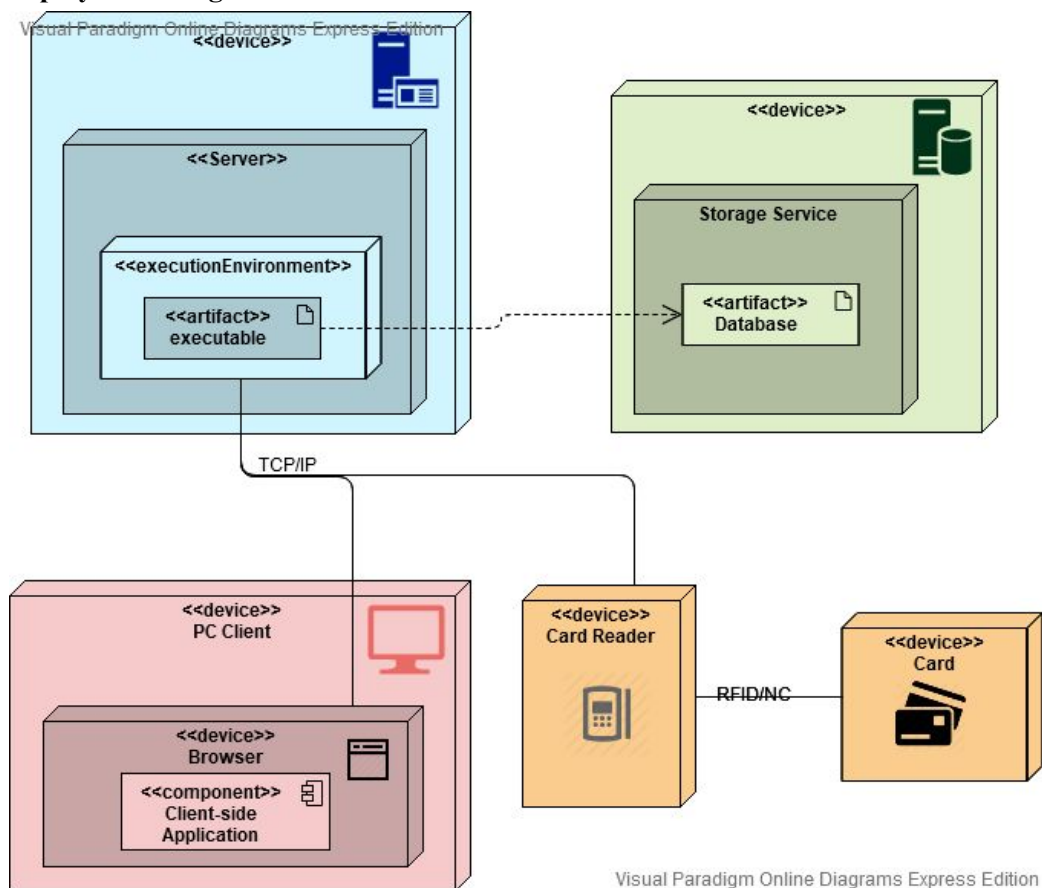 Visual Paradigm Online Diagrams Express Edition
<<device>>
<<Server>>
<<executionEnvironment>>
<<artifact>>
executable
<<device>>
Storage Service
<<artifact>>
Database
TCP/IP
<<device>>
PC Client
<<device>>
Browser
<<component>>
Client-side
Application
<<device>>
Card Reader
RFID/NC
<<device>>
Card
Visual Paradigm Online Diagrams Express Edition